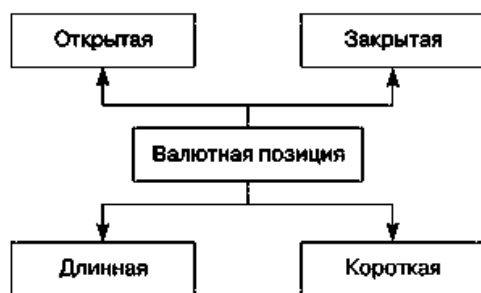 Открытая
Закрытая
Валютная позиция
Длинная
Короткая